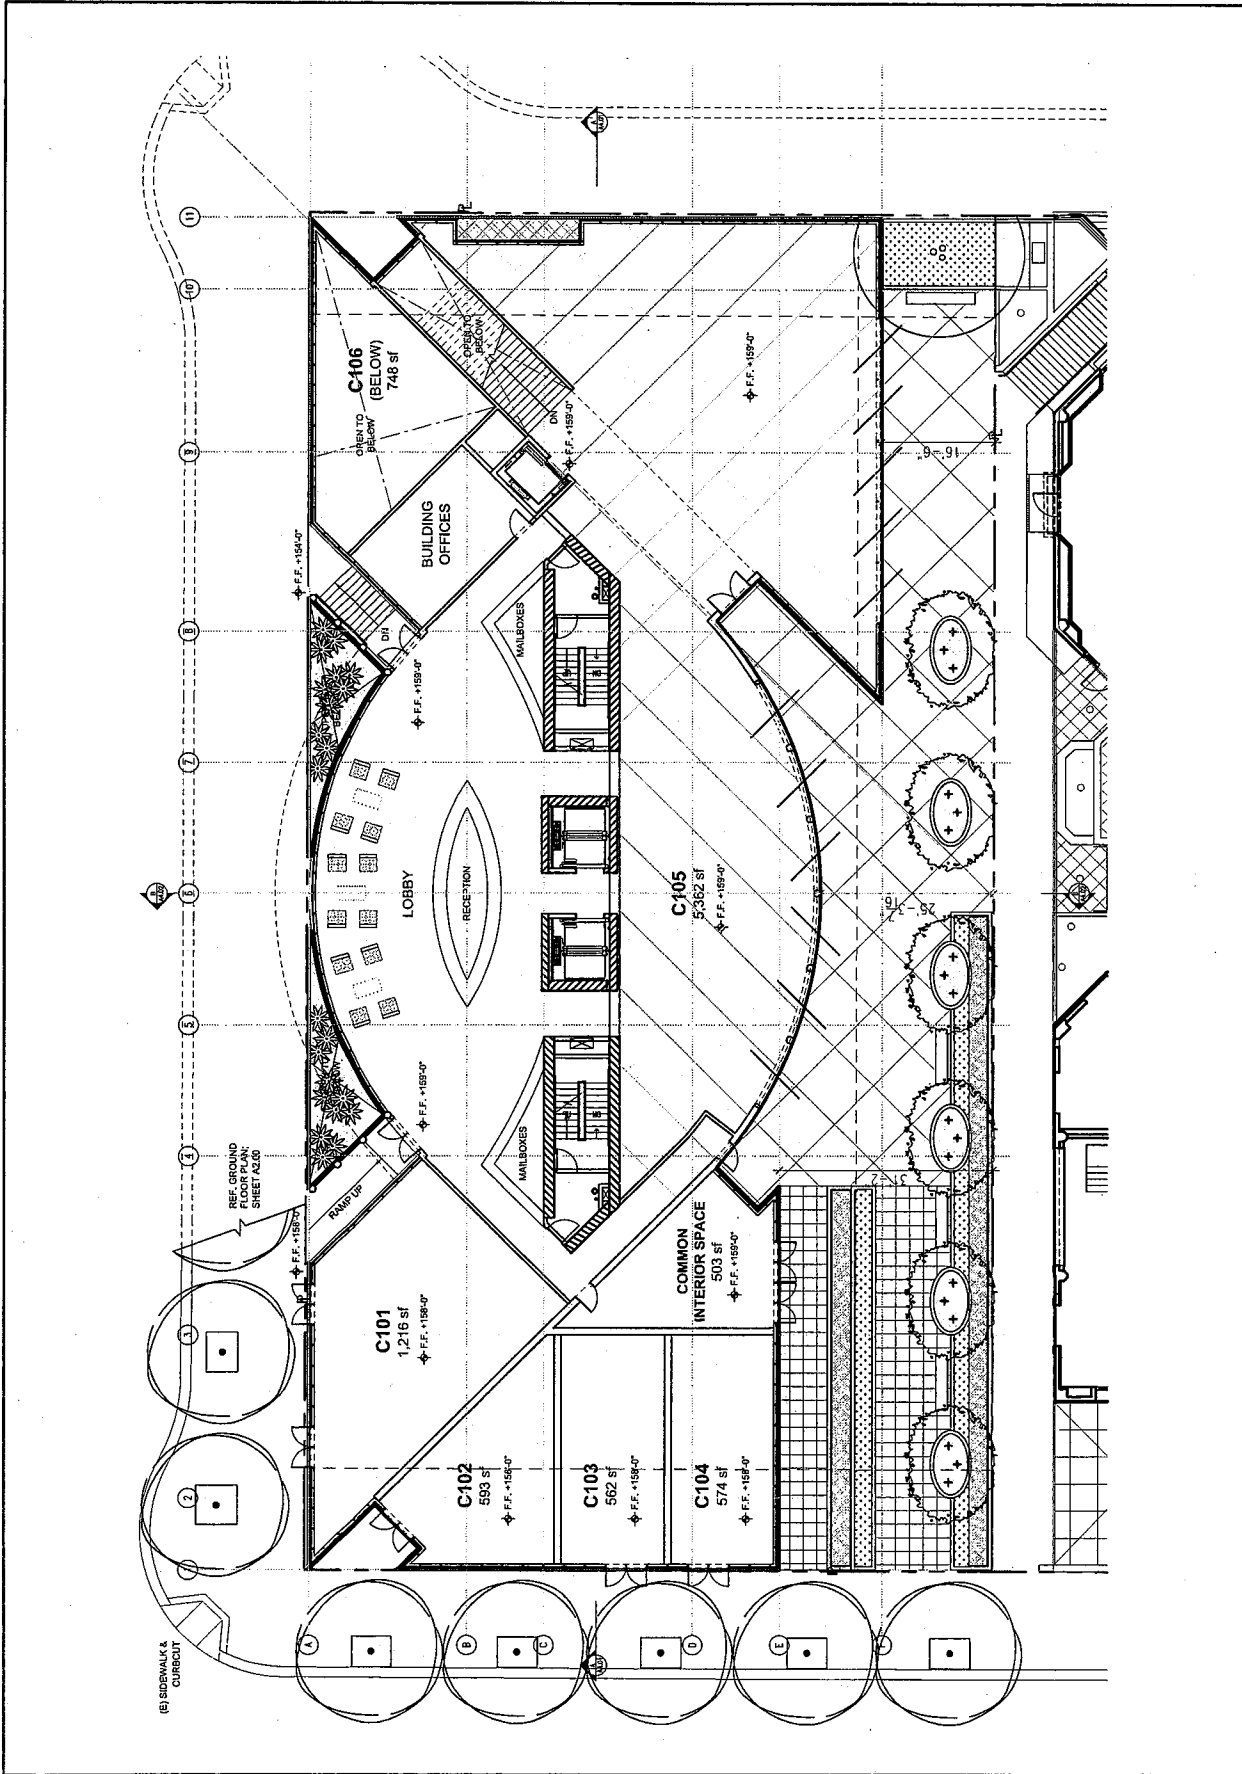 11
10
9
8
7
6
5
4
3
2
A
B
C
D
E
C106
(BELOW)
748 sf
OPEN TO
BELOW
OPEN TO
BELOW
DN
F.F. +159'-0"
F.F. +159'-0"
BUILDING
OFFICES
F.F. +154'-0"
DN
F.F. +159'-0"
MAILBOXES
LOBBY
RECEPTION
C105
5,362 sf
F.F. +159'-0"
MAILBOXES
F.F. +159'-0"
REF. GROUND
FLOOR PLAN;
SHEET A2.00
RAMP UP
F.F. +158'-0"
C101
1,216 sf
F.F. +158'-0"
COMMON
INTERIOR SPACE
503 sf
F.F. +159'-0"
C102
593 sf
F.F. +156'-0"
C103
562 sf
F.F. +158'-0"
C104
574 sf
F.F. +158'-0"
16'-6"
(E) SIDEWALK &
CURBCUT